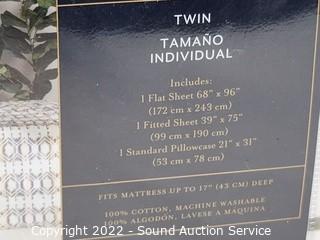 TWIN
TAMAÑO
INDIVIDUAL
Includes:
1 Flat Sheet 68" x 96"
(172 cm x 243 cm)
1 Fitted Sheet 39" x 75"
(99 cm x 190 cm)
1 Standard Pillowcase 21" x 31"
(53 cm x 78 cm)
FITS MATTRESS UP TO 17" (43 CM) DEEP
100% COTTON, MACHINE WASHABLE
100% ALGODÓN, LAVESE A MAQUINA
Copyright 2022 - Sound Auction Service